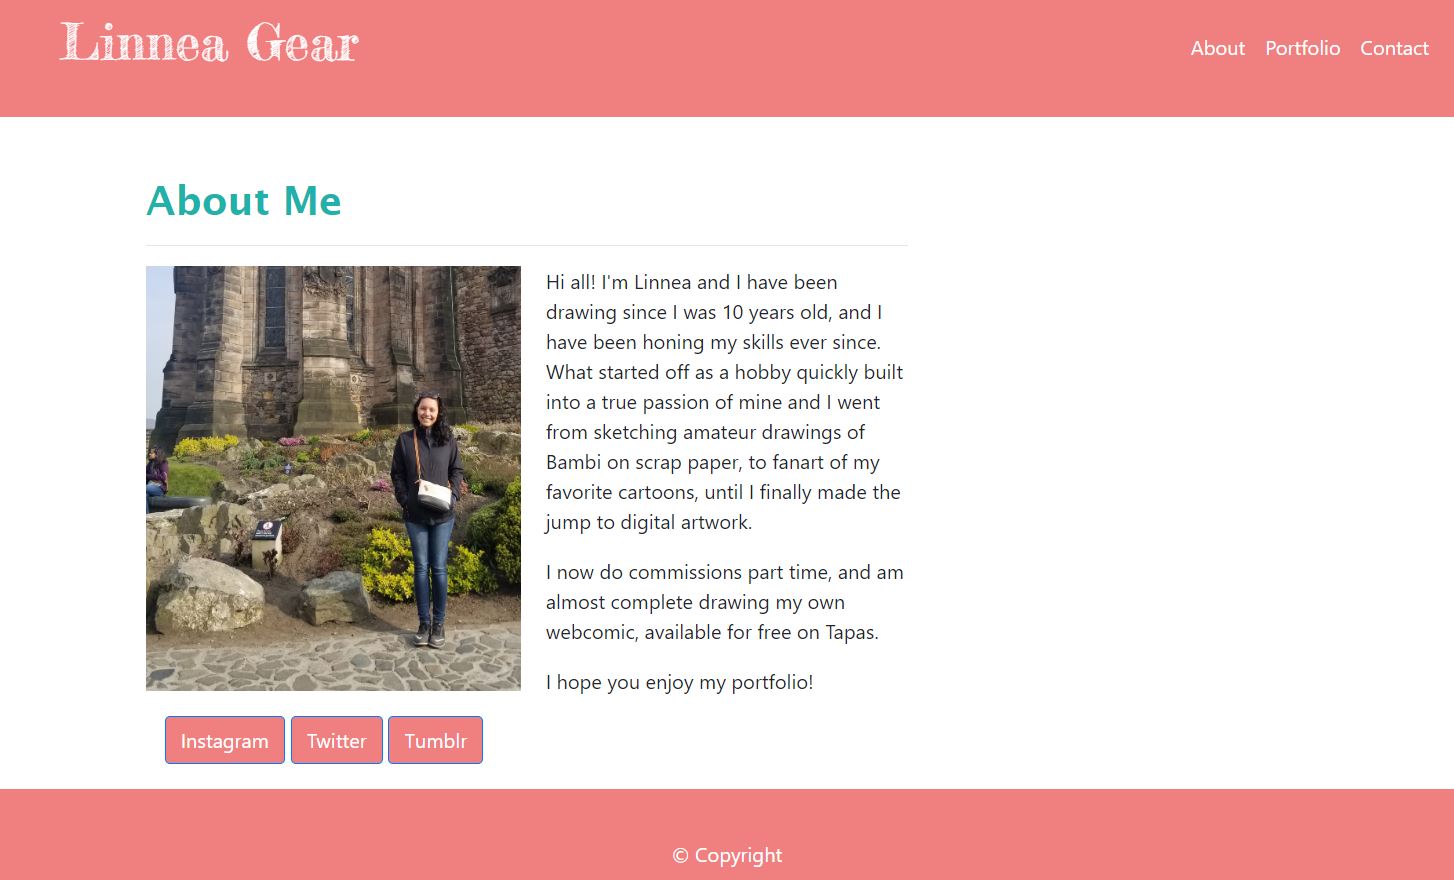 Linnea Gear
About Portfolio Contact
About Me
Hi all! I'm Linnea and I have been
drawing since I was 10 years old, and I
have been honing my skills ever since.
What started off as a hobby quickly built
into a true passion of mine and I went
from sketching amateur drawings of
Bambi on scrap paper, to fanart of my
favorite cartoons, until I finally made the
jump to digital artwork.
I now do commissions part time, and am
almost complete drawing my own
webcomic, available for free on Tapas.
I hope you enjoy my portfolio!
Instagram Twitter Tumblr
© Copyright